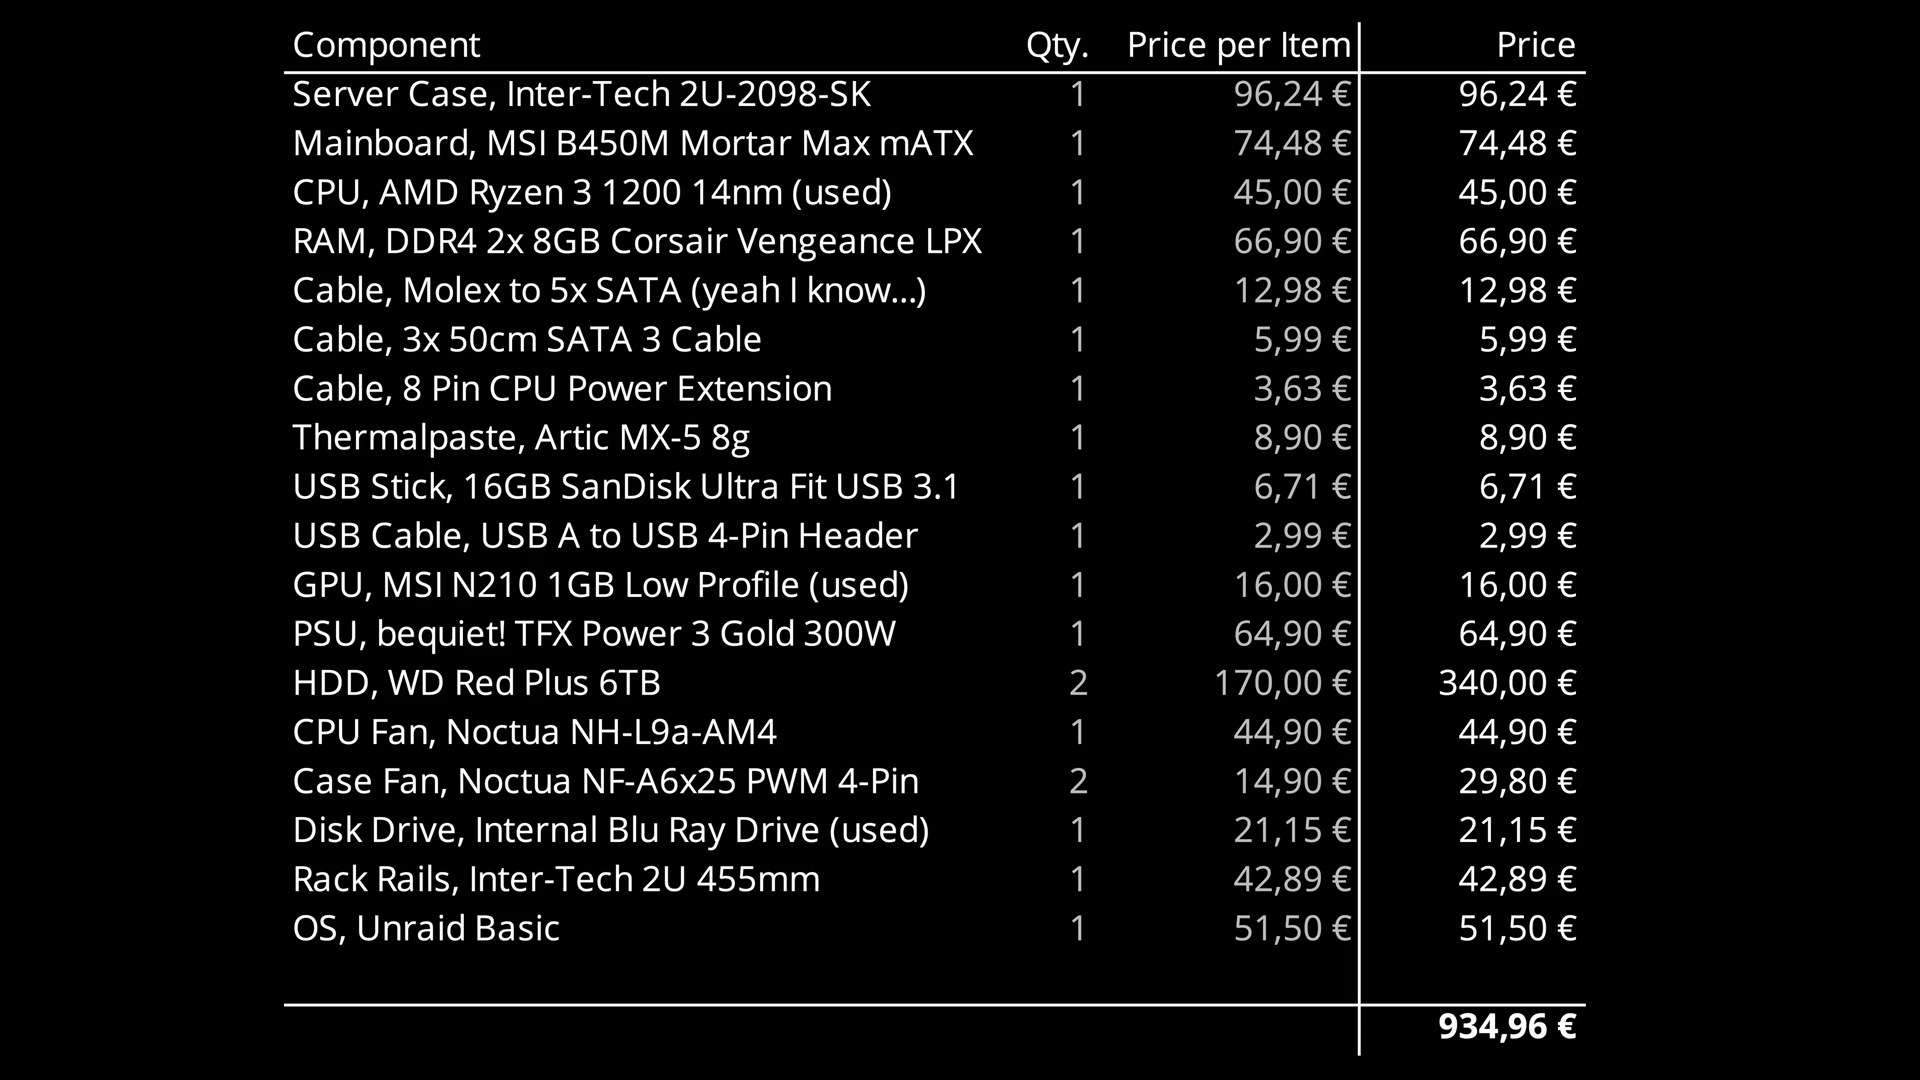 Component Qty. Price per Item Price
Server Case, Inter-Tech 2U-2098-SK 1 96,24 € 96,24 €
Mainboard, MSI B450M Mortar Max mATX 1 74,48 € 74,48 €
CPU, AMD Ryzen 3 1200 14nm (used) 1 45,00 € 45,00 €
RAM, DDR4 2x 8GB Corsair Vengeance LPX 1 66,90 € 66,90 €
Cable, Molex to 5x SATA (yeah I know...) 1 12,98 € 12,98 €
Cable, 3x 50cm SATA 3 Cable 1 5,99 € 5,99 €
Cable, 8 Pin CPU Power Extension 1 3,63 € 3,63 €
Thermalpaste, Artic MX-5 8g 1 8,90 € 8,90 €
USB Stick, 16GB SanDisk Ultra Fit USB 3.1 1 6,71 € 6,71 €
USB Cable, USB A to USB 4-Pin Header 1 2,99 € 2,99 €
GPU, MSI N210 1GB Low Profile (used) 1 16,00 € 16,00 €
PSU, bequiet! TFX Power 3 Gold 300W 1 64,90 € 64,90 €
HDD, WD Red Plus 6TB 2 170,00 € 340,00 €
CPU Fan, Noctua NH-L9a-AM4 1 44,90 € 44,90 €
Case Fan, Noctua NF-A6x25 PWM 4-Pin 2 14,90 € 29,80 €
Disk Drive, Internal Blu Ray Drive (used) 1 21,15 € 21,15 €
Rack Rails, Inter-Tech 2U 455mm 1 42,89 € 42,89 €
OS, Unraid Basic 1 51,50 € 51,50 €
934,96 €